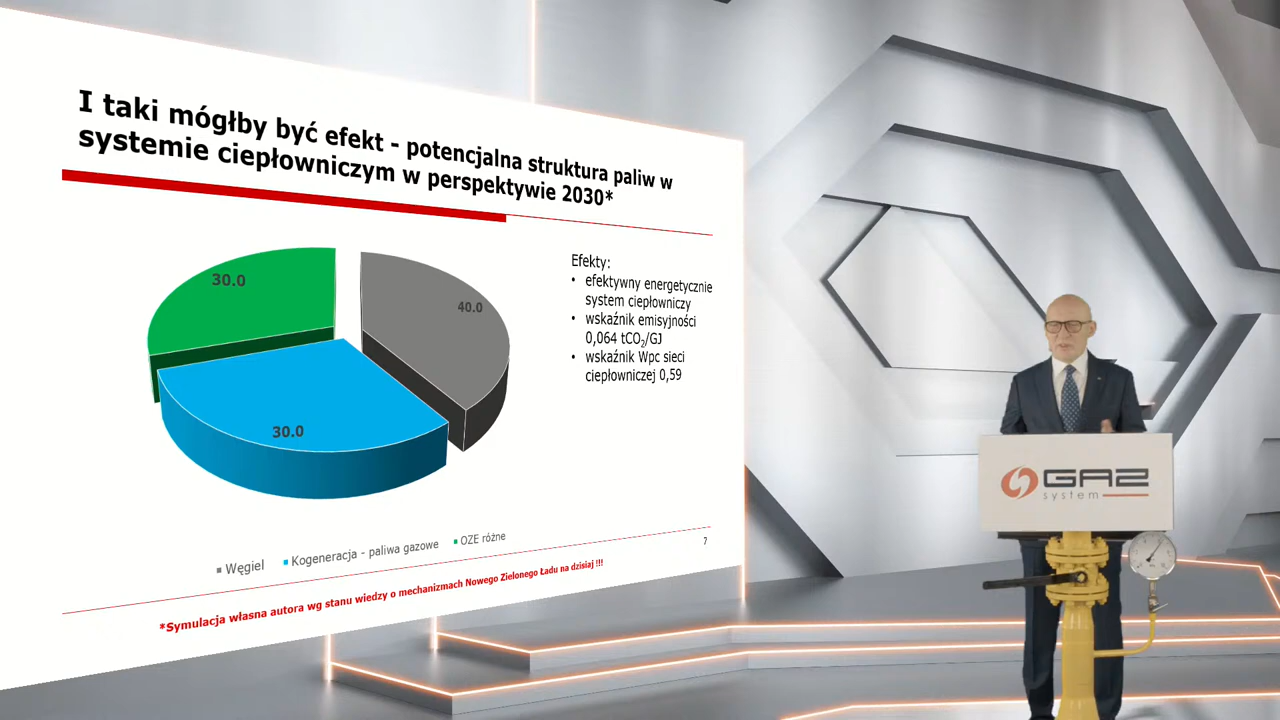 I taki mógłby być efekt - potencjalna struktura paliw w
systemie ciepłowniczym w perspektywie 2030*
30.0
40.0
30.0
Efekty:
• efektywny energetycznie
system ciepłowniczy
• wskaźnik emisyjności
0,064 tCO₂/GJ
• wskaźnik Wpc sieci
ciepłowniczej 0,59
Węgiel
Kogeneracja - paliwa gazowe
OZE różne
7
*Symulacja własna autora wg stanu wiedzy o mechanizmach Nowego Zielonego Ładu na dzisiaj !!!
GAZ
system